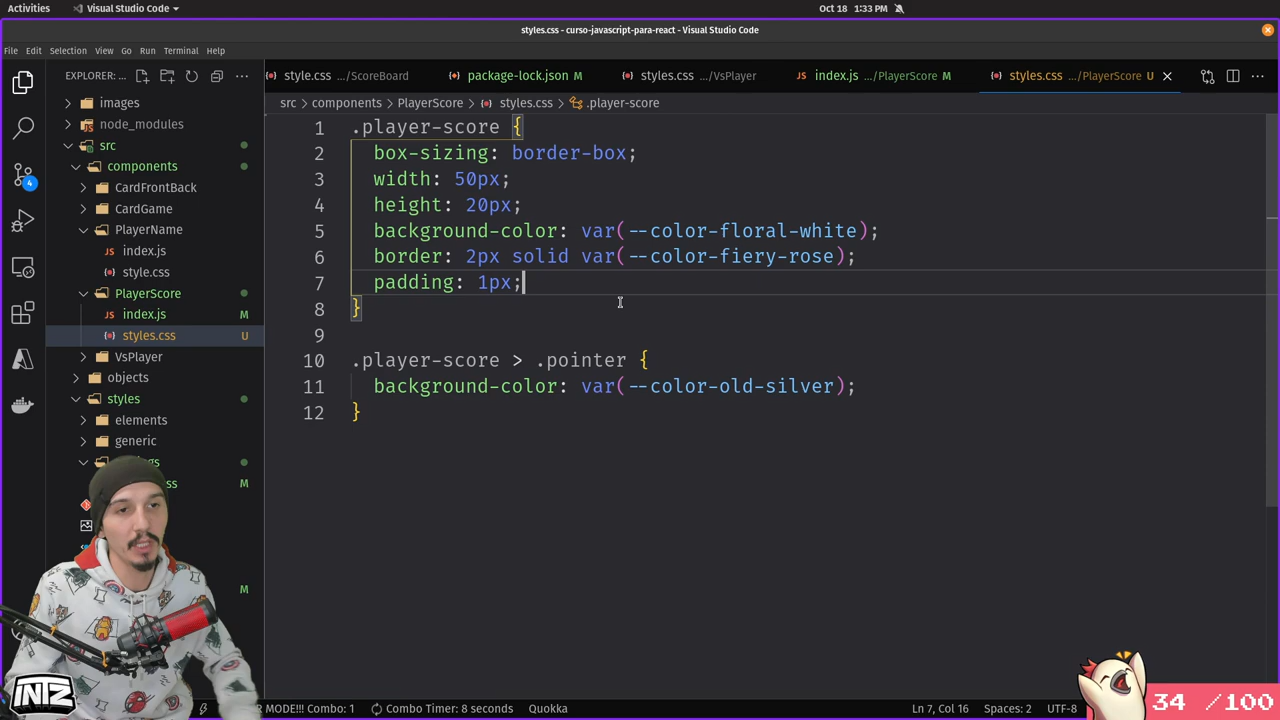 Activities
Visual Studio Code
Oct 18 1:33 PM
styles.css - curso-javascript-para-react - Visual Studio Code
File Edit Selection View Go Run Terminal Help
EXPLORER: ...
style.css .../ScoreBoard
package-lock.json M
styles.css .../VsPlayer
index.js .../PlayerScore M
styles.css .../PlayerScore U
src > components > PlayerScore > styles.css > .player-score
images
node_modules
src
components
CardFrontBack
CardGame
PlayerName
index.js
style.css
PlayerScore
index.js M
styles.css U
VsPlayer
objects
styles
elements
generic
M
M
4
1 .player-score {
2 box-sizing: border-box;
3 width: 50px;
4 height: 20px;
5 background-color: var(--color-floral-white);
6 border: 2px solid var(--color-fiery-rose);
7 padding: 1px;
8 }
9
10 .player-score > .pointer {
11 background-color: var(--color-old-silver);
12 }
INTZ
MODE!!! Combo: 1 Combo Timer: 8 seconds Quokka
Ln 7, Col 16 Spaces: 2 UTF-8
34 /100